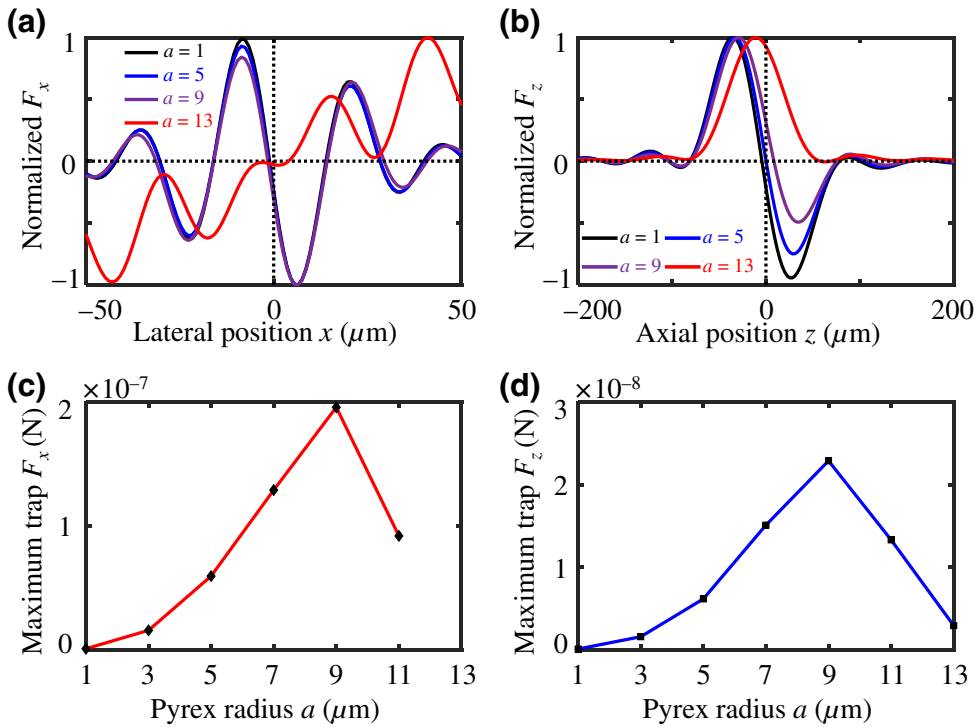 (a)
Normalized F_x
1
0
−1
a = 1
a = 5
a = 9
a = 13
−50
0
50
Lateral position x (µm)
(b)
Normalized F_z
1
0
−1
a = 1
a = 5
a = 9
a = 13
−200
0
200
Axial position z (µm)
(c)
×10⁻⁷
Maximum trap F_x (N)
2
1
0
1 3 5 7 9 11 13
Pyrex radius a (µm)
(d)
×10⁻⁸
Maximum trap F_z (N)
3
2
1
0
1 3 5 7 9 11 13
Pyrex radius a (µm)